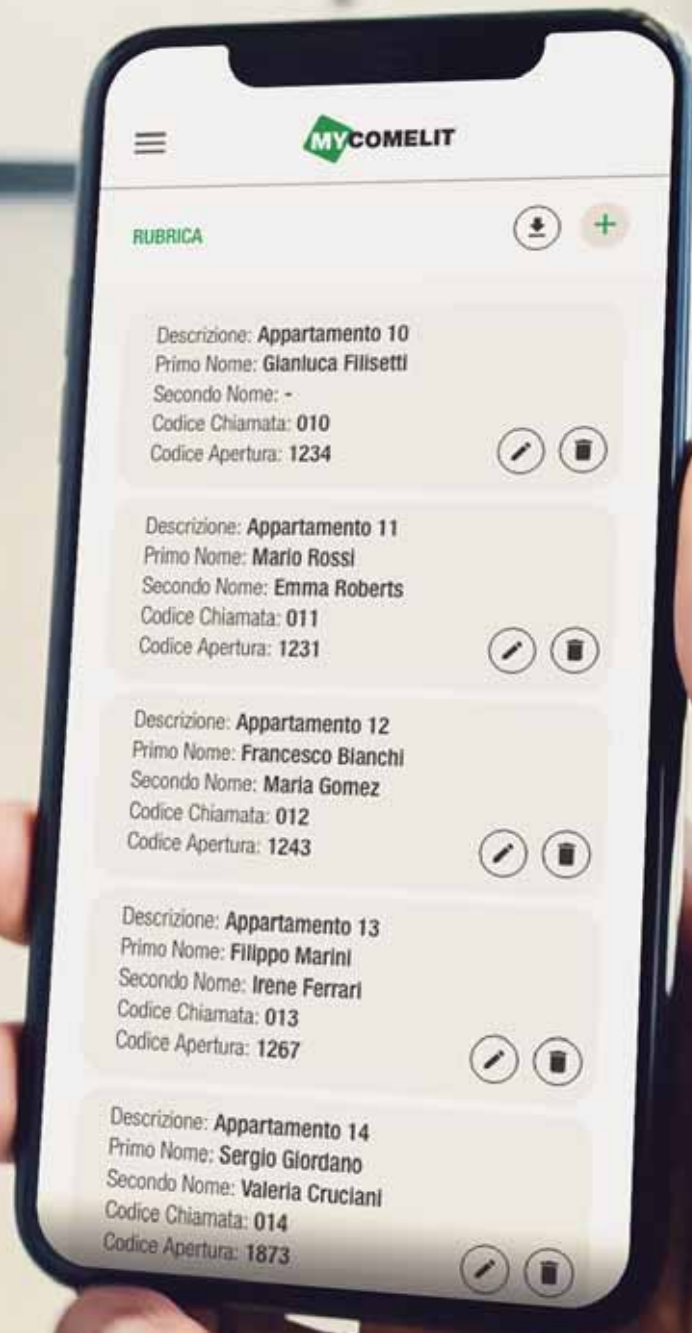 MYCOMELIT
RUBRICA
Descrizione: Appartamento 10
Primo Nome: Gianluca Filisetti
Secondo Nome: -
Codice Chiamata: 010
Codice Apertura: 1234
Descrizione: Appartamento 11
Primo Nome: Mario Rossi
Secondo Nome: Emma Roberts
Codice Chiamata: 011
Codice Apertura: 1231
Descrizione: Appartamento 12
Primo Nome: Francesco Bianchi
Secondo Nome: Maria Gomez
Codice Chiamata: 012
Codice Apertura: 1243
Descrizione: Appartamento 13
Primo Nome: Filippo Marini
Secondo Nome: Irene Ferrari
Codice Chiamata: 013
Codice Apertura: 1267
Descrizione: Appartamento 14
Primo Nome: Sergio Giordano
Secondo Nome: Valeria Cruciani
Codice Chiamata: 014
Codice Apertura: 1873